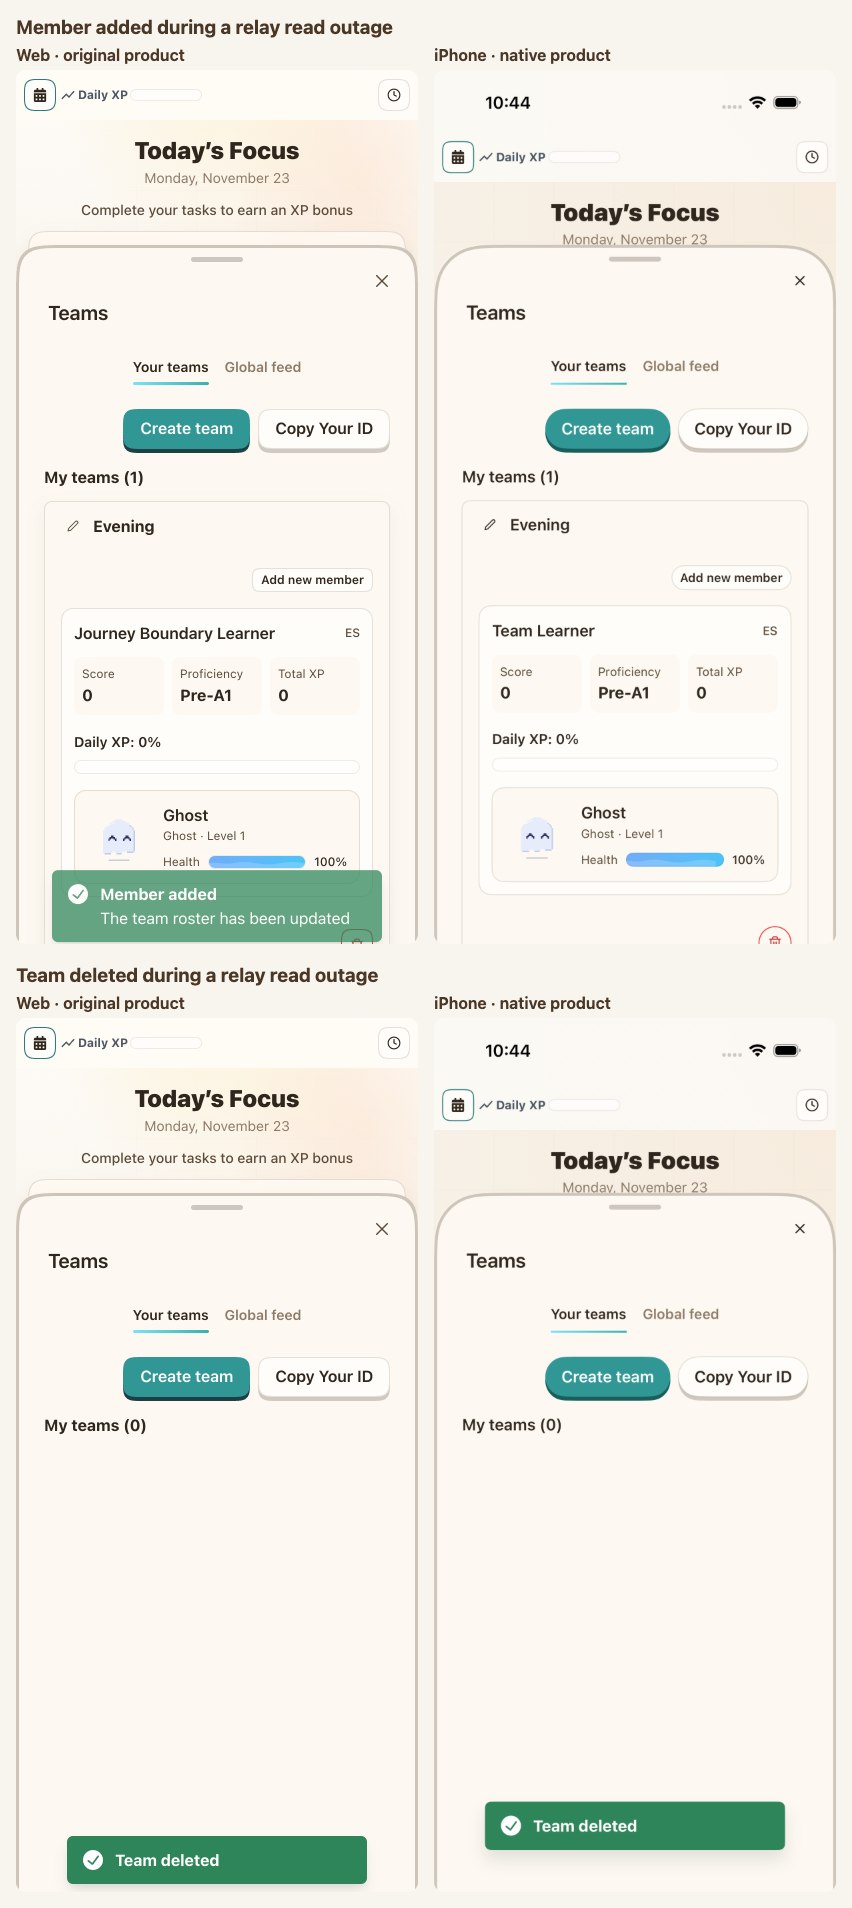 Member added during a relay read outage
Web · original product
Daily XP
Today's Focus
Monday, November 23
Complete your tasks to earn an XP bonus
Teams
Your teams
Global feed
Create team
Copy Your ID
My teams (1)
Evening
Add new member
Journey Boundary Learner
ES
Score
0
Proficiency
Pre-A1
Total XP
0
Daily XP: 0%
Ghost
Ghost · Level 1
Health
100%
Member added
The team roster has been updated
iPhone · native product
10:44
Daily XP
Today's Focus
Monday, November 23
Teams
Your teams
Global feed
Create team
Copy Your ID
My teams (1)
Evening
Add new member
Team Learner
ES
Score
0
Proficiency
Pre-A1
Total XP
0
Daily XP: 0%
Ghost
Ghost · Level 1
Health
100%
Team deleted during a relay read outage
Web · original product
Daily XP
Today's Focus
Monday, November 23
Complete your tasks to earn an XP bonus
Teams
Your teams
Global feed
Create team
Copy Your ID
My teams (0)
Team deleted
iPhone · native product
10:44
Daily XP
Today's Focus
Monday, November 23
Teams
Your teams
Global feed
Create team
Copy Your ID
My teams (0)
Team deleted